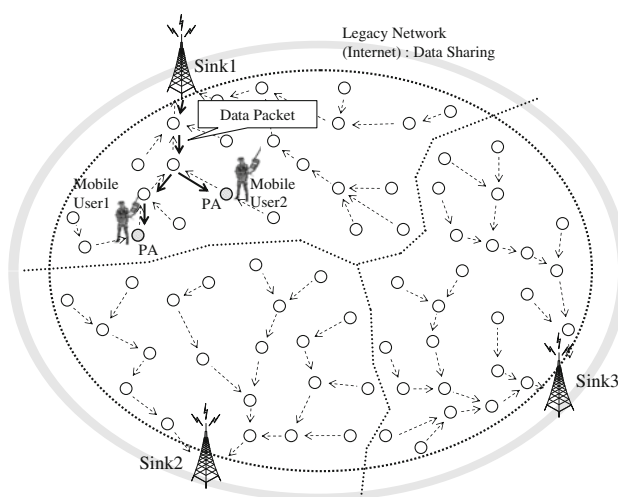 Legacy Network
(Internet) : Data Sharing
Sink1
Data Packet
Mobile
User1
PA
Mobile
User2
PA
Sink3
Sink2